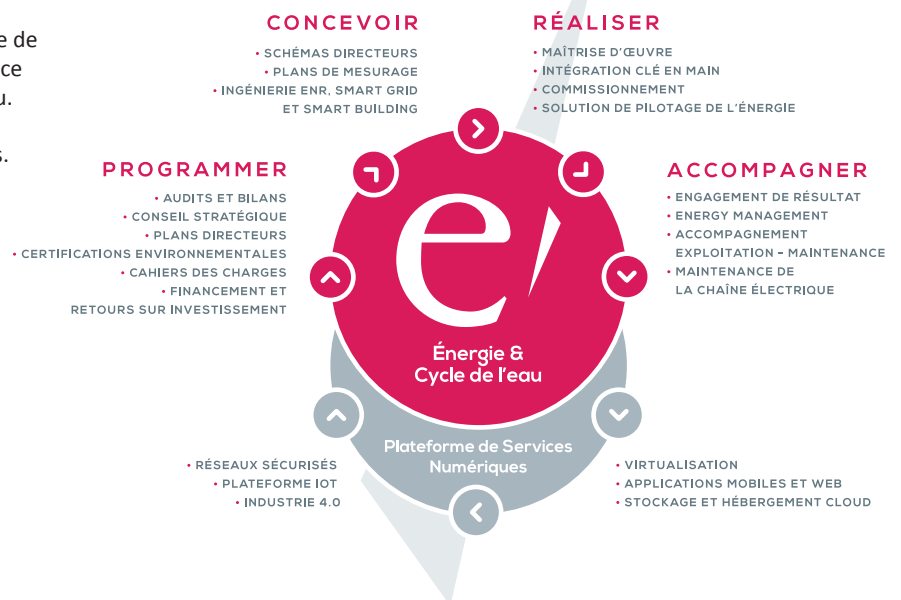 e de
ce
u.
s.
CONCEVOIR
• SCHÉMAS DIRECTEURS
• PLANS DE MESURAGE
• INGÉNIERIE ENR, SMART GRID
ET SMART BUILDING
RÉALISER
• MAÎTRISE D'ŒUVRE
• INTÉGRATION CLÉ EN MAIN
• COMMISSIONNEMENT
• SOLUTION DE PILOTAGE DE L'ÉNERGIE
PROGRAMMER
• AUDITS ET BILANS
• CONSEIL STRATÉGIQUE
• PLANS DIRECTEURS
• CERTIFICATIONS ENVIRONNEMENTALES
• CAHIERS DES CHARGES
• FINANCEMENT ET
RETOURS SUR INVESTISSEMENT
ACCOMPAGNER
• ENGAGEMENT DE RÉSULTAT
• ENERGY MANAGEMENT
• ACCOMPAGNEMENT
EXPLOITATION – MAINTENANCE
• MAINTENANCE DE
LA CHAÎNE ÉLECTRIQUE
e
Énergie &
Cycle de l'eau
Plateforme de Services
Numériques
• RÉSEAUX SÉCURISÉS
• PLATEFORME IOT
• INDUSTRIE 4.0
• VIRTUALISATION
• APPLICATIONS MOBILES ET WEB
• STOCKAGE ET HÉBERGEMENT CLOUD